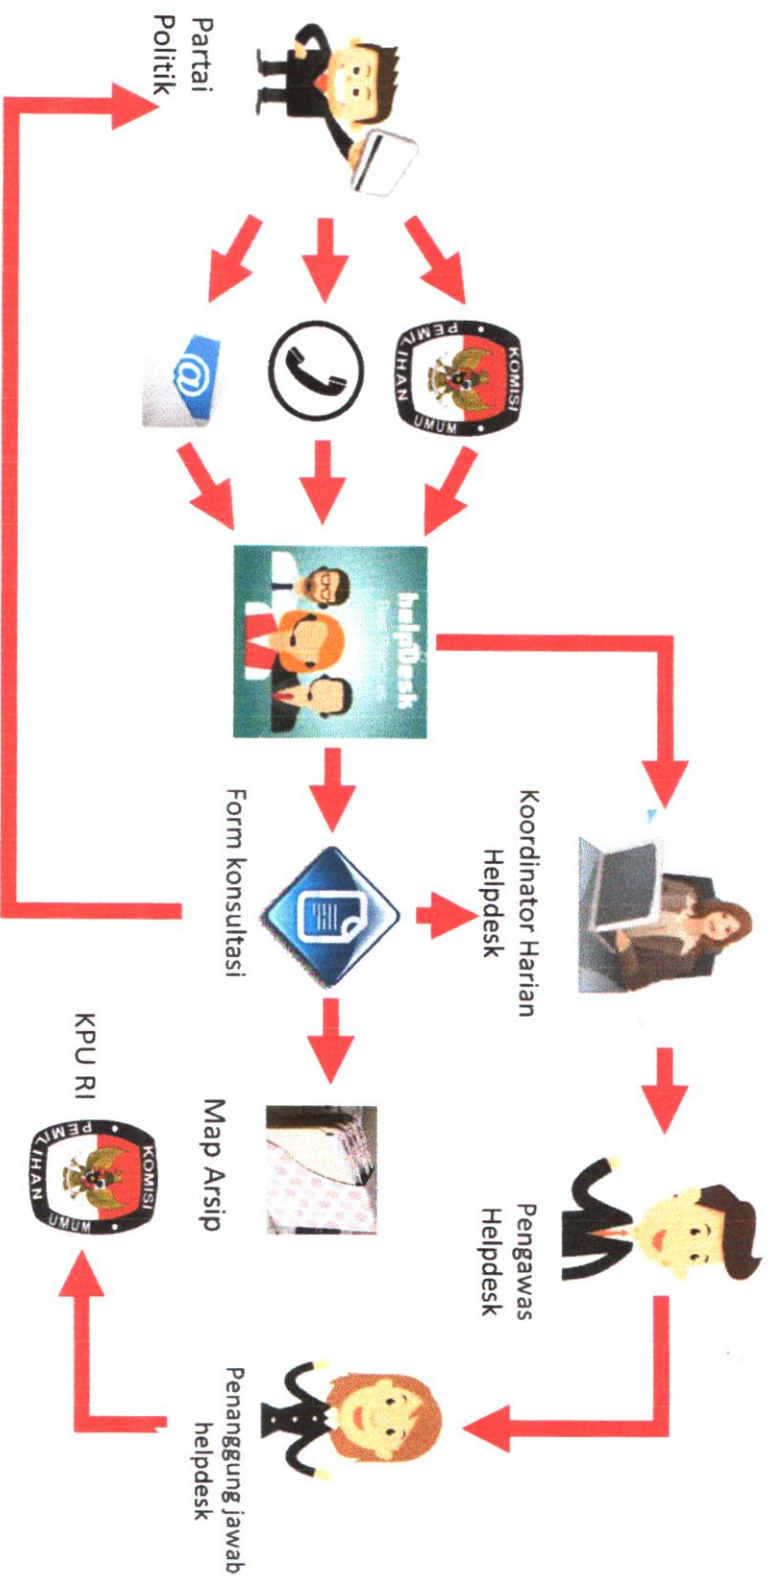 Koordinator Harian
Helpdesk
Pengawas
Helpdesk
KOMISI
PEMILIHAN UMUM
helpDesk
Partai
Politik
Form konsultasi
Map Arsip
Penanggung jawab
helpdesk
KPU RI
KOMISI
PEMILIHAN UMUM